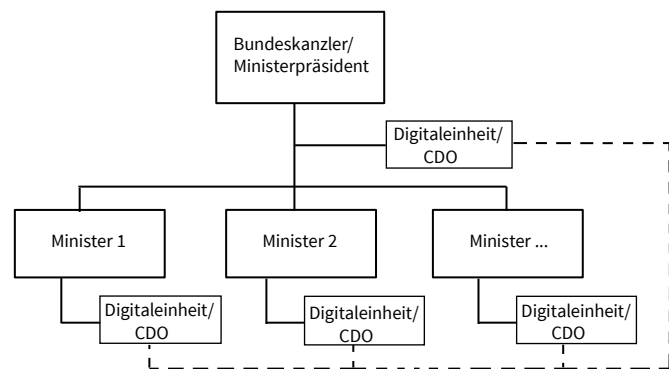 Bundeskanzler/
Ministerpräsident
Digitaleinheit/
CDO
Minister 1
Minister 2
Minister ...
Digitaleinheit/
CDO
Digitaleinheit/
CDO
Digitaleinheit/
CDO